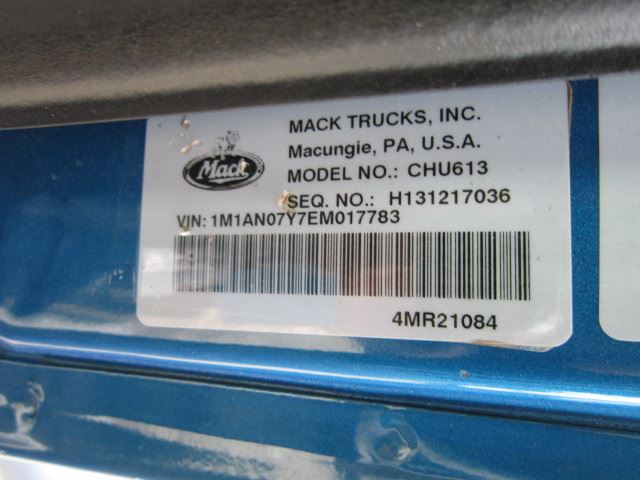 Mack
MACK TRUCKS, INC.
Macungie, PA, U.S.A.
MODEL NO.: CHU613
SEQ. NO.: H131217036
VIN: 1M1AN07Y7EM017783
4MR21084